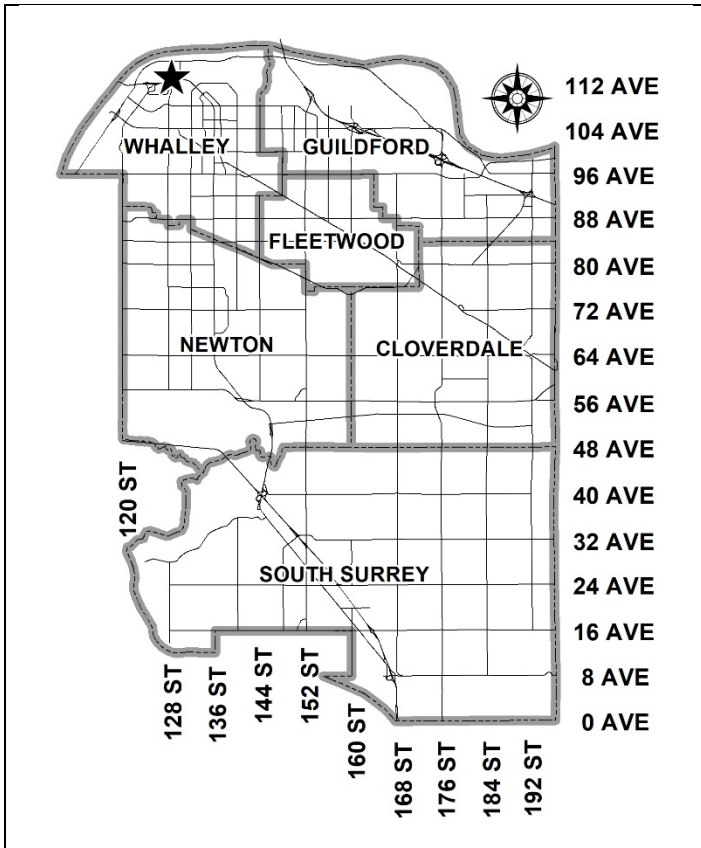 112 AVE
104 AVE
WHALLEY
GUILDFORD
96 AVE
88 AVE
FLEETWOOD
80 AVE
72 AVE
NEWTON
CLOVERDALE
64 AVE
56 AVE
48 AVE
120 ST
40 AVE
32 AVE
SOUTH SURREY
24 AVE
16 AVE
8 AVE
0 AVE
128 ST
136 ST
144 ST
152 ST
160 ST
168 ST
176 ST
184 ST
192 ST